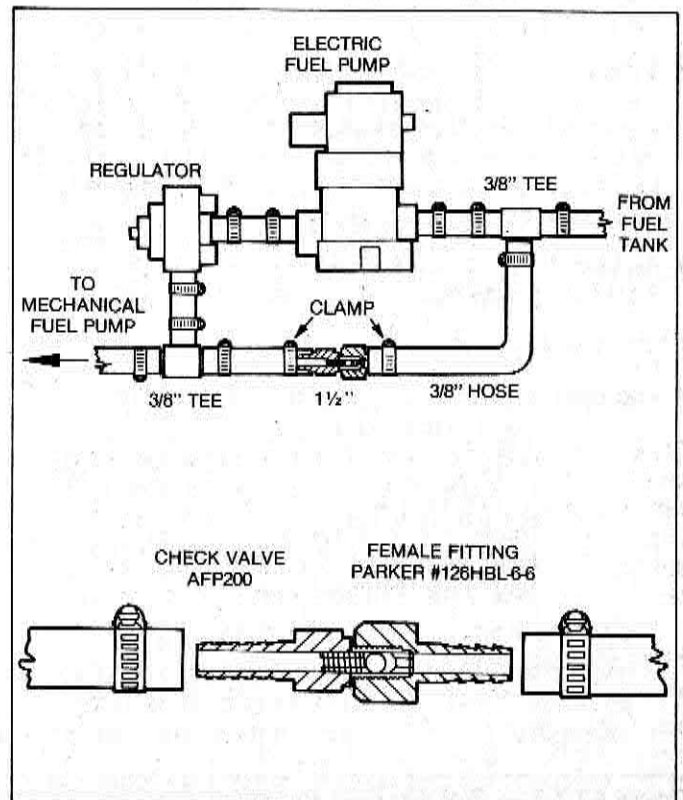 ELECTRIC
FUEL PUMP
REGULATOR
3/8" TEE
FROM
FUEL
TANK
TO
MECHANICAL
FUEL PUMP
CLAMP
3/8" TEE
1½"
3/8" HOSE
CHECK VALVE
AFP200
FEMALE FITTING
PARKER #126HBL-6-6